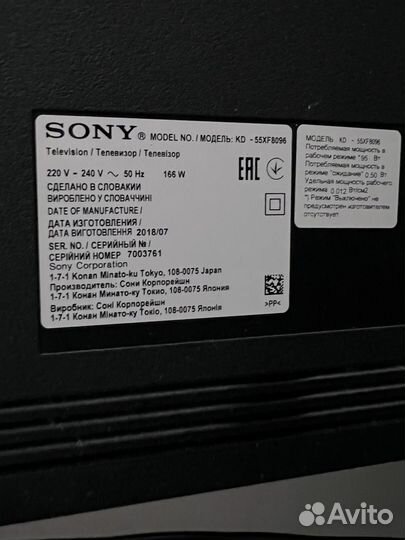 SONY® MODEL NO. / МОДЕЛЬ: KD - 55XF8096
Television / Телевизор / Телевізор
220 V - 240 V ~ 50 Hz 166 W
СДЕЛАНО В СЛОВАКИИ
ВИРОБЛЕНО У СЛОВАЧЧИНІ
DATE OF MANUFACTURE /
ДАТА ИЗГОТОВЛЕНИЯ /
ДАТА ВИГОТОВЛЕННЯ 2018/07
SER. NO. / СЕРИЙНЫЙ № /
СЕРІЙНИЙ НОМЕР 7003761
Sony Corporation
1-7-1 Konan Minato-ku Tokyo, 108-0075 Japan
Производитель: Сони Корпорейшн
1-7-1 Конан Минато-ку Токио, 108-0075 Япония
Виробник: Соні Корпорейшн
1-7-1 Конан Мінато-ку Токіо, 108-0075 Японія
EAC
>PP<
МОДЕЛЬ KD - 55XF8096
Потребляемая мощность в
рабочем режиме *95 Вт
Потребляемая мощность в
режиме "ожидания" 0,50 Вт
Удельная мощность рабочего
режима 0.012 Вт/см2
*) Режим "Выключено" не
предусмотрен изготовителем
отсутствует
Avito